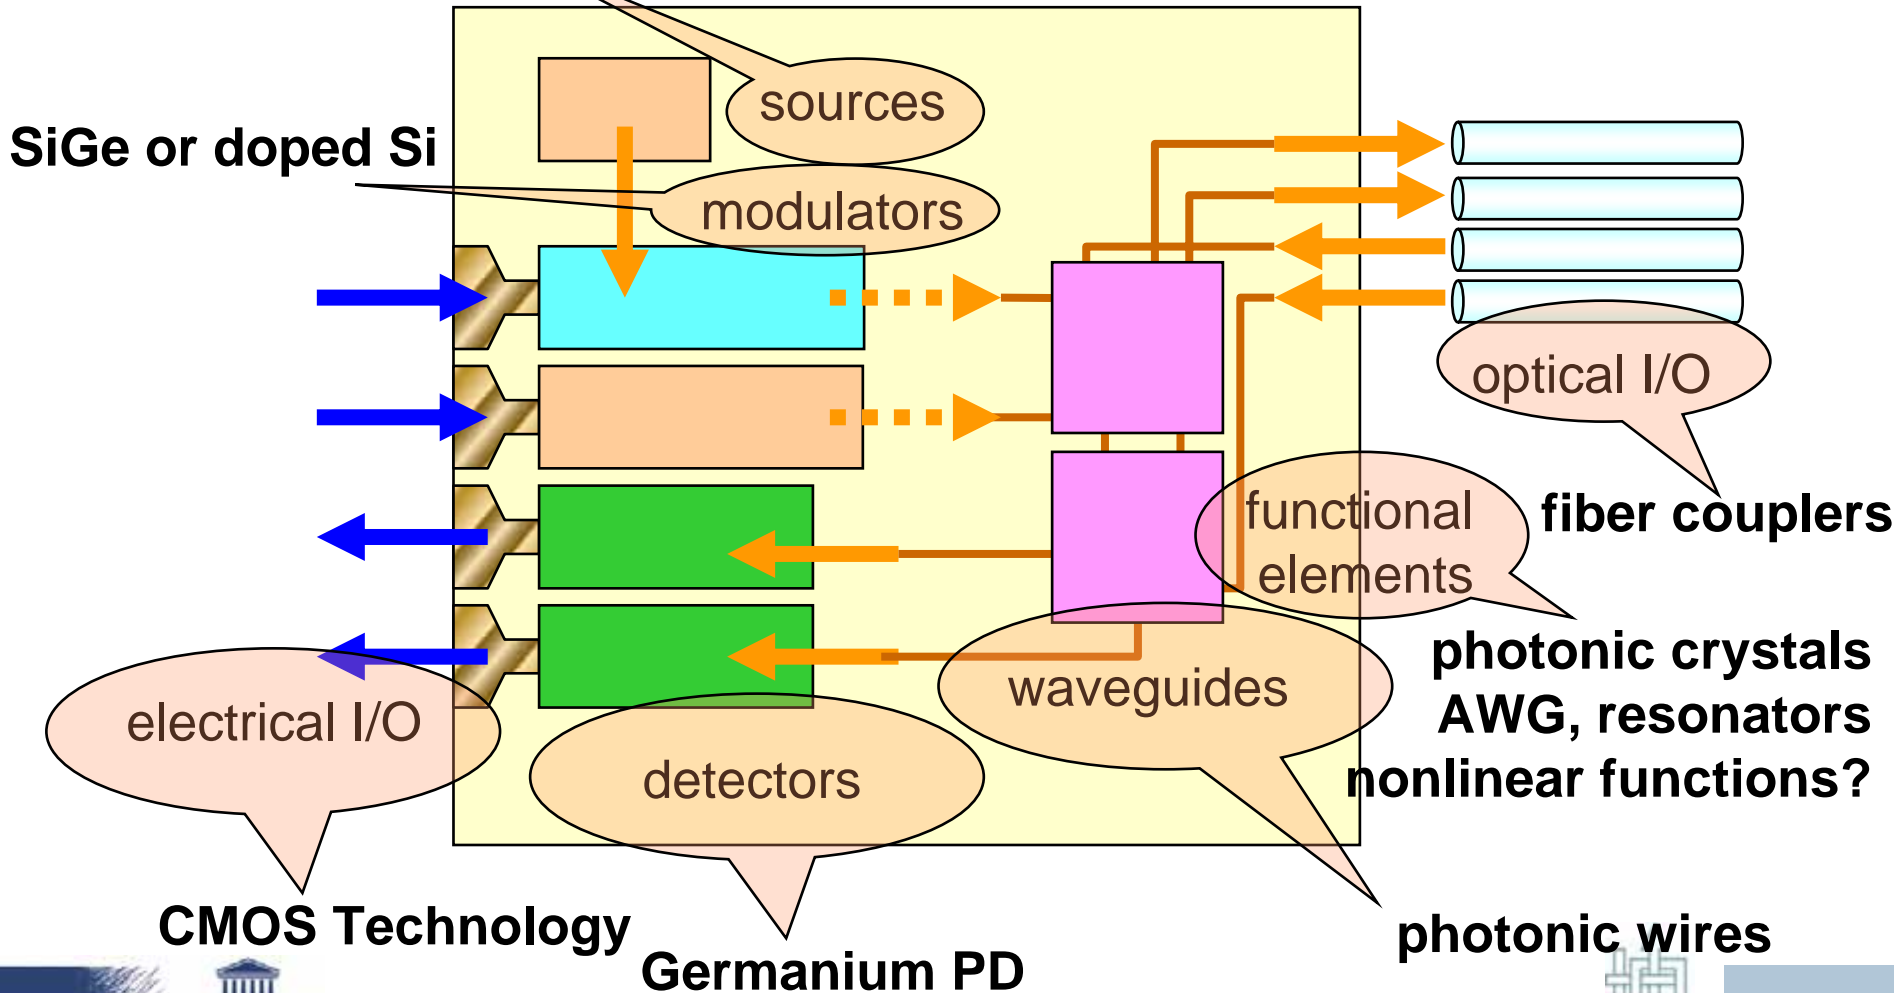 sources
SiGe or doped Si
modulators
optical I/O
functional
elements
fiber couplers
photonic crystals
AWG, resonators
nonlinear functions?
waveguides
electrical I/O
detectors
CMOS Technology
photonic wires
Germanium PD